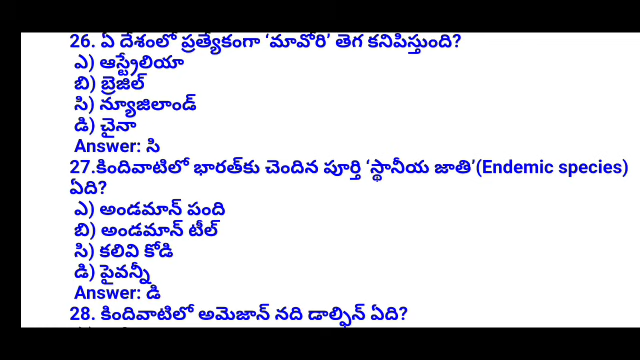 26. ఏ దేశంలో ప్రత్యేకంగా ‘మావోరి’ తెగ కనిపిస్తుంది?
ఎ) ఆస్ట్రేలియా
బి) బ్రెజిల్
సి) న్యూజిలాండ్
డి) చైనా
Answer: సి
27.కిందివాటిలో భారత్‌కు చెందిన పూర్తి ‘స్థానీయ జాతి’(Endemic species)
ఏది?
ఎ) అండమాన్ పంది
బి) అండమాన్ టీల్
సి) కలివి కోడి
డి) పైవన్నీ
Answer: డి
28. కిందివాటిలో అమెజాన్ నది డాల్ఫిన్ ఏది?